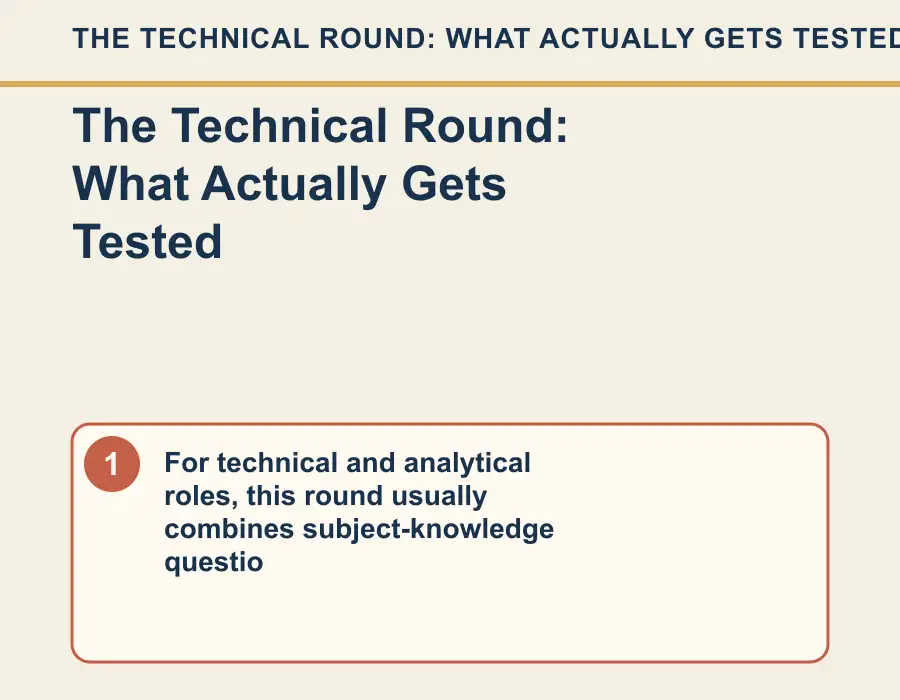 THE TECHNICAL ROUND: WHAT ACTUALLY GETS TESTED
The Technical Round:
What Actually Gets
Tested
1
For technical and analytical
roles, this round usually
combines subject-knowledge
questio